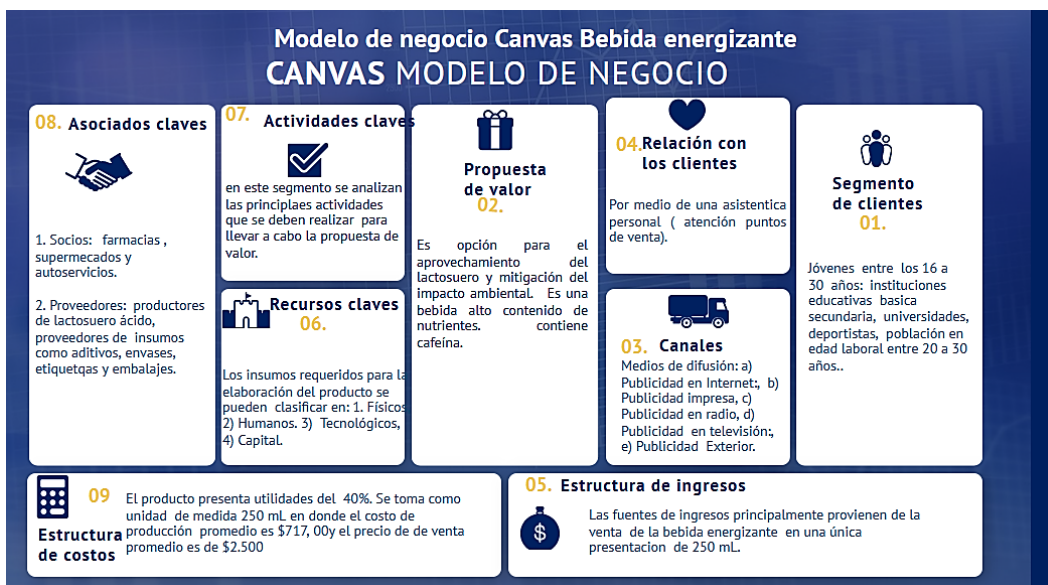 Modelo de negocio Canvas Bebida energizante
CANVAS MODELO DE NEGOCIO
08. Asociados claves
1. Socios: farmacias ,
supermecados y
autoservicios.
2. Proveedores: productores
de lactosuero ácido,
proveedores de insumos
como aditivos, envases,
etiquetqas y embalajes.
07. Actividades claves
en este segmento se analizan
las principlaes actividades
que se deben realizar para
llevar a cabo la propuesta de
valor.
Recursos claves
06.
Los insumos requeridos para la
elaboración del producto se
pueden clasificar en: 1. Físicos
2) Humanos. 3) Tecnológicos,
4) Capital.
Propuesta
de valor
02.
Es opción para el
aprovechamiento del
lactosuero y mitigación del
impacto ambiental. Es una
bebida alto contenido de
nutrientes. contiene
cafeína.
04. Relación con
los clientes
Por medio de una asistentica
personal ( atención puntos
de venta).
03. Canales
Medios de difusión: a)
Publicidad en Internet:, b)
Publicidad impresa, c)
Publicidad en radio, d)
Publicidad en televisión:,
e) Publicidad Exterior.
Segmento
de clientes
01.
Jóvenes entre los 16 a
30 años: instituciones
educativas basica
secundaria, universidades,
deportistas, población en
edad laboral entre 20 a 30
años..
09
Estructura
de costos
El producto presenta utilidades del 40%. Se toma como
unidad de medida 250 mL en donde el costo de
producción promedio es $717, 00y el precio de de venta
promedio es de $2.500
05. Estructura de ingresos
$
Las fuentes de ingresos principalmente provienen de la
venta de la bebida energizante en una única
presentacion de 250 mL.